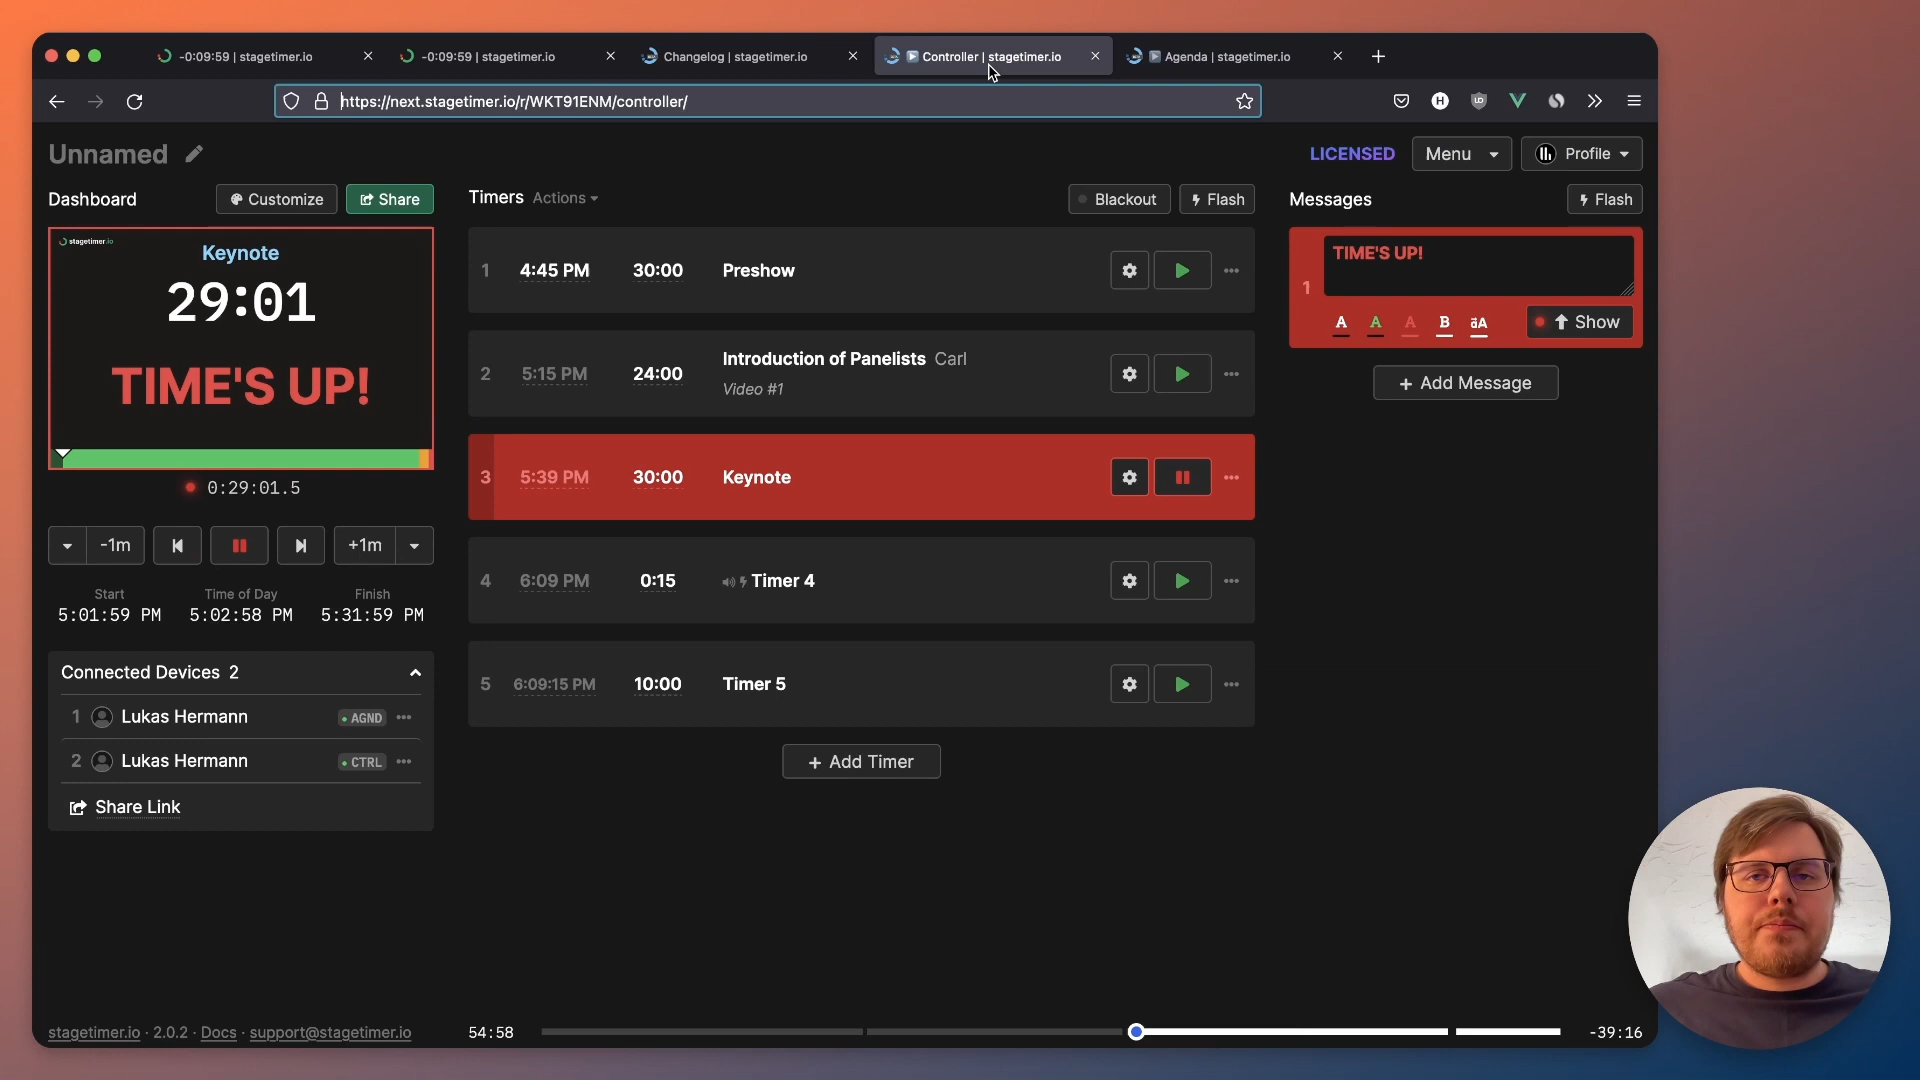 -0:09:59 | stagetimer.io
-0:09:59 | stagetimer.io
Changelog | stagetimer.io
Controller | stagetimer.io
Agenda | stagetimer.io
https://next.stagetimer.io/r/WKT91ENM/controller/
Unnamed
LICENSED
Menu
Profile
Dashboard
Customize
Share
stagetimer.io
Keynote
29:01
TIME'S UP!
0:29:01.5
-1m
+1m
Start
5:01:59 PM
Time of Day
5:02:58 PM
Finish
5:31:59 PM
Connected Devices 2
1 Lukas Hermann AGND
2 Lukas Hermann CTRL
Share Link
Timers Actions
Blackout
Flash
1 4:45 PM 30:00 Preshow
2 5:15 PM 24:00 Introduction of Panelists Carl
Video #1
3 5:39 PM 30:00 Keynote
4 6:09 PM 0:15 Timer 4
5 6:09:15 PM 10:00 Timer 5
+ Add Timer
Messages
Flash
1
TIME'S UP!
A A A B āA
Show
+ Add Message
stagetimer.io · 2.0.2 · Docs · support@stagetimer.io
54:58
-39:16